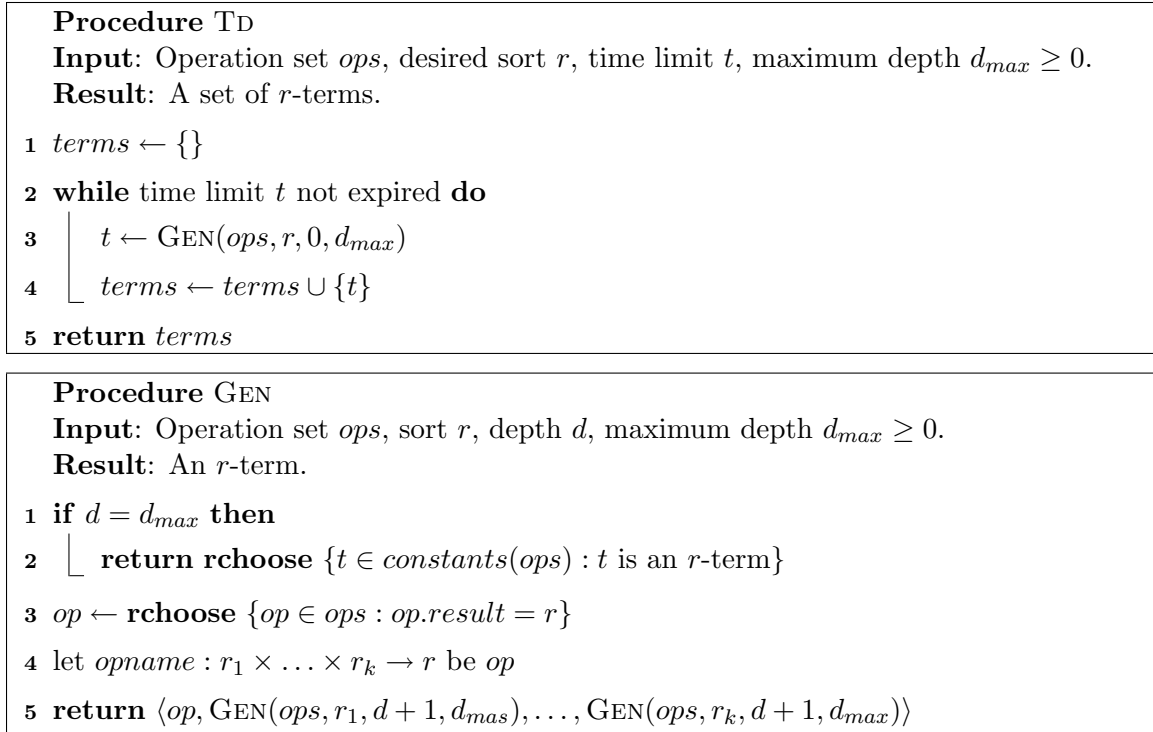 Procedure TD
Input: Operation set ops, desired sort r, time limit t, maximum depth d_max ≥ 0.
Result: A set of r-terms.
1 terms ← {}
2 while time limit t not expired do
3 t ← GEN(ops, r, 0, d_max)
4 terms ← terms ∪ {t}
5 return terms
Procedure GEN
Input: Operation set ops, sort r, depth d, maximum depth d_max ≥ 0.
Result: An r-term.
1 if d = d_max then
2 return rchoose {t ∈ constants(ops) : t is an r-term}
3 op ← rchoose {op ∈ ops : op.result = r}
4 let opname : r_1 × … × r_k → r be op
5 return ⟨op, GEN(ops, r_1, d + 1, d_mas), …, GEN(ops, r_k, d + 1, d_max)⟩